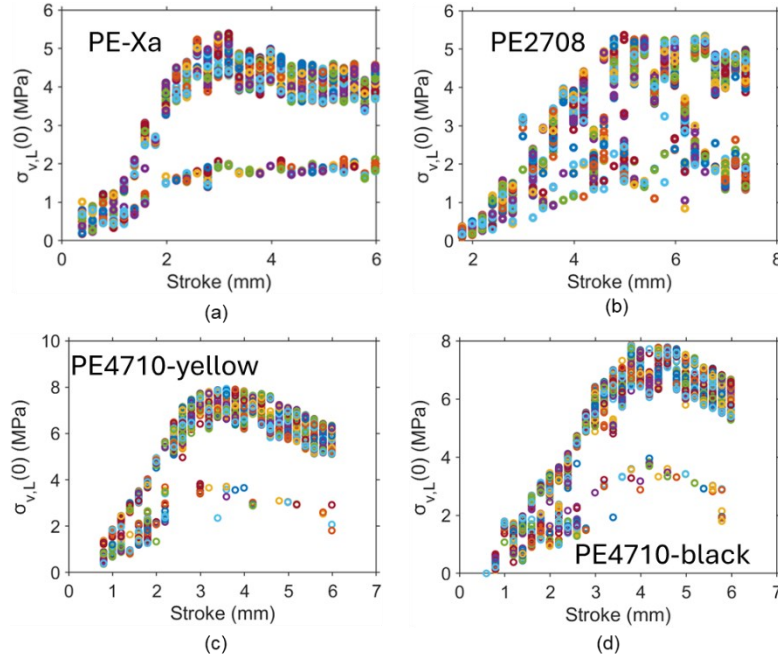 PE-Xa
6
5
4
3
2
1
0
0 2 4 6
σv,L(0) (MPa)
Stroke (mm)
(a)
PE2708
6
5
4
3
2
1
0
2 4 6 8
σv,L(0) (MPa)
Stroke (mm)
(b)
PE4710-yellow
10
8
6
4
2
0
0 1 2 3 4 5 6 7
σv,L(0) (MPa)
Stroke (mm)
(c)
8
6
4
2
0
PE4710-black
0 1 2 3 4 5 6 7
σv,L(0) (MPa)
Stroke (mm)
(d)